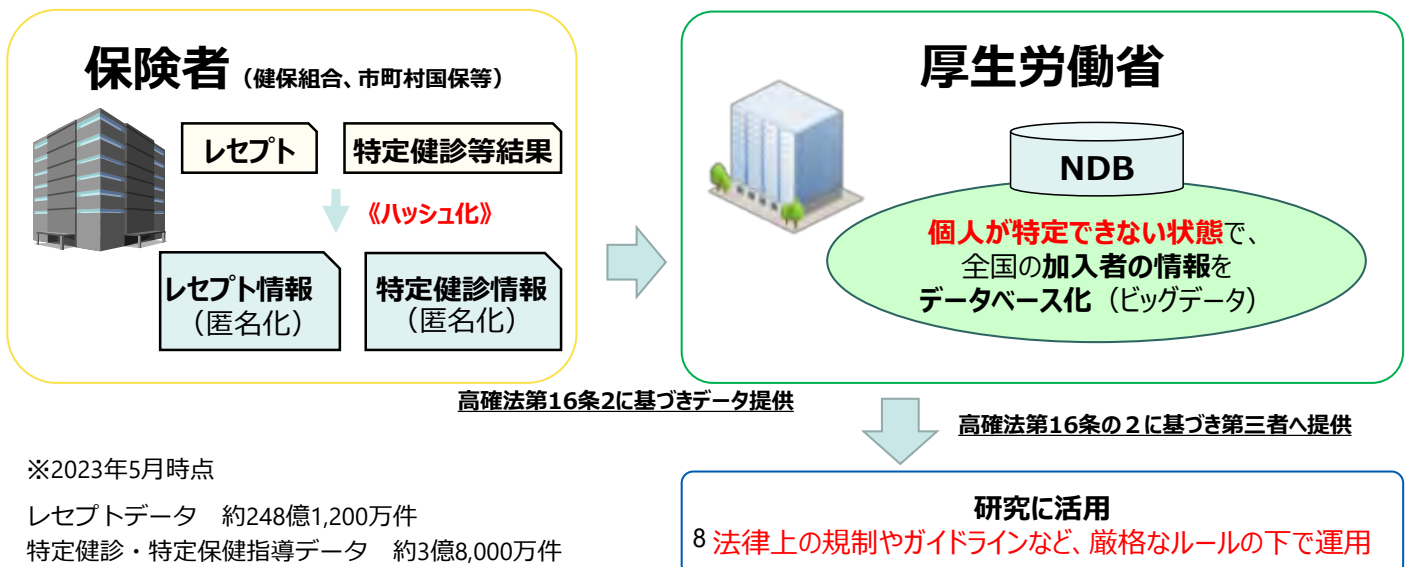 保険者（健保組合、市町村国保等）
レセプト
特定健診等結果
《ハッシュ化》
レセプト情報
（匿名化）
特定健診情報
（匿名化）
厚生労働省
NDB
個人が特定できない状態で、
全国の加入者の情報を
データベース化（ビッグデータ）
高確法第16条2に基づきデータ提供
高確法第16条の２に基づき第三者へ提供
※2023年5月時点
レセプトデータ　約248億1,200万件
特定健診・特定保健指導データ　約3億8,000万件
研究に活用
8
法律上の規制やガイドラインなど、厳格なルールの下で運用